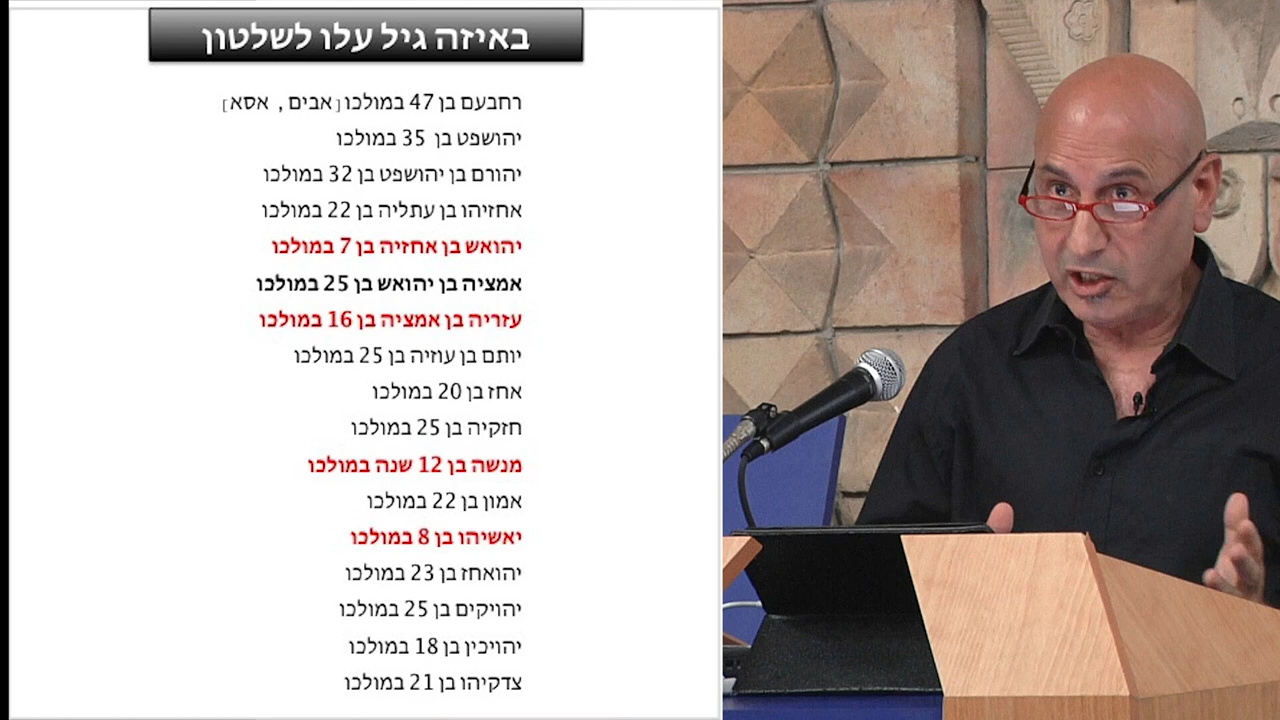 באיזה גיל עלו לשלטון
רחבעם בן 47 במולכו [אבים , אסא]
יהושפט בן 35 במולכו
יהורם בן יהושפט בן 32 במולכו
אחזיהו בן עתליה בן 22 במולכו
יהואש בן אחזיה בן 7 במולכו
אמציה בן יהואש בן 25 במולכו
עזריה בן אמציה בן 16 במולכו
יותם בן עוזיה בן 25 במולכו
אחז בן 20 במולכו
חזקיה בן 25 במולכו
מנשה בן 12 שנה במולכו
אמון בן 22 במולכו
יאשיהו בן 8 במולכו
יהואחז בן 23 במולכו
יהויקים בן 25 במולכו
יהויכין בן 18 במולכו
צדקיהו בן 21 במולכו